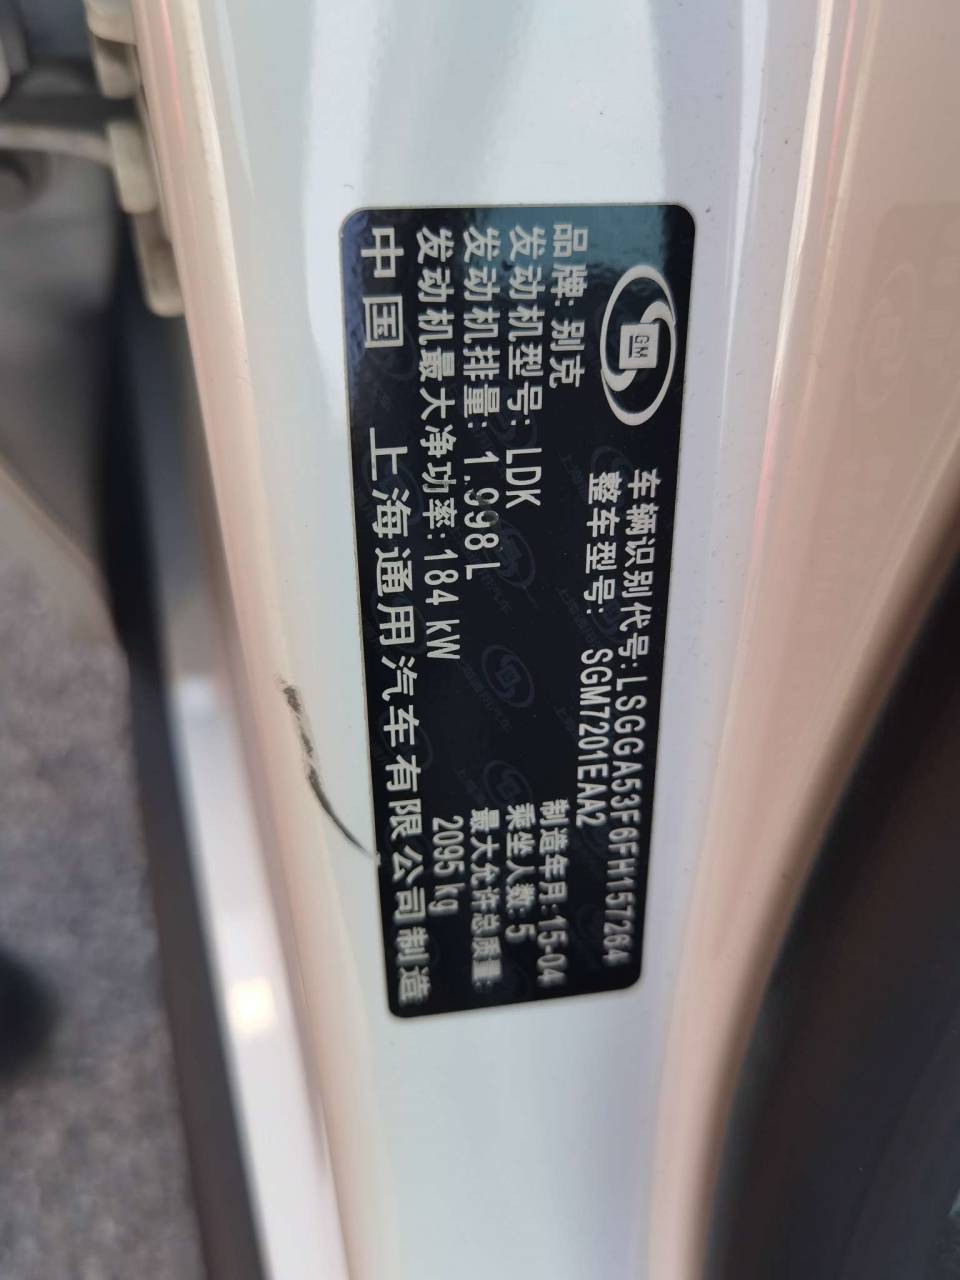 GM
车辆识别代号:LSGGA53F6FH157264
整车型号: SGM7201EAA2
品牌: 别克
制造年月: 15-04
发动机型号: LDK
乘坐人数: 5
发动机排量: 1.998L
最大允许总质量:
发动机最大净功率: 184 kW
2095 kg
中国 上海通用汽车有限公司制造